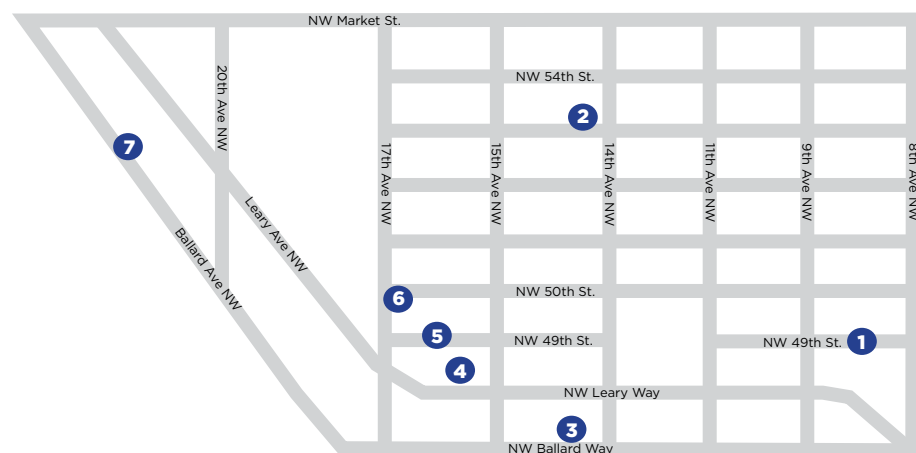 NW Market St.
20th Ave NW
NW 54th St.
2
7
17th Ave NW
15th Ave NW
14th Ave NW
11th Ave NW
9th Ave NW
8th Ave NW
Leary Ave NW
Ballard Ave NW
6
NW 50th St.
5
NW 49th St.
NW 49th St.
1
4
NW Leary Way
3
NW Ballard Way